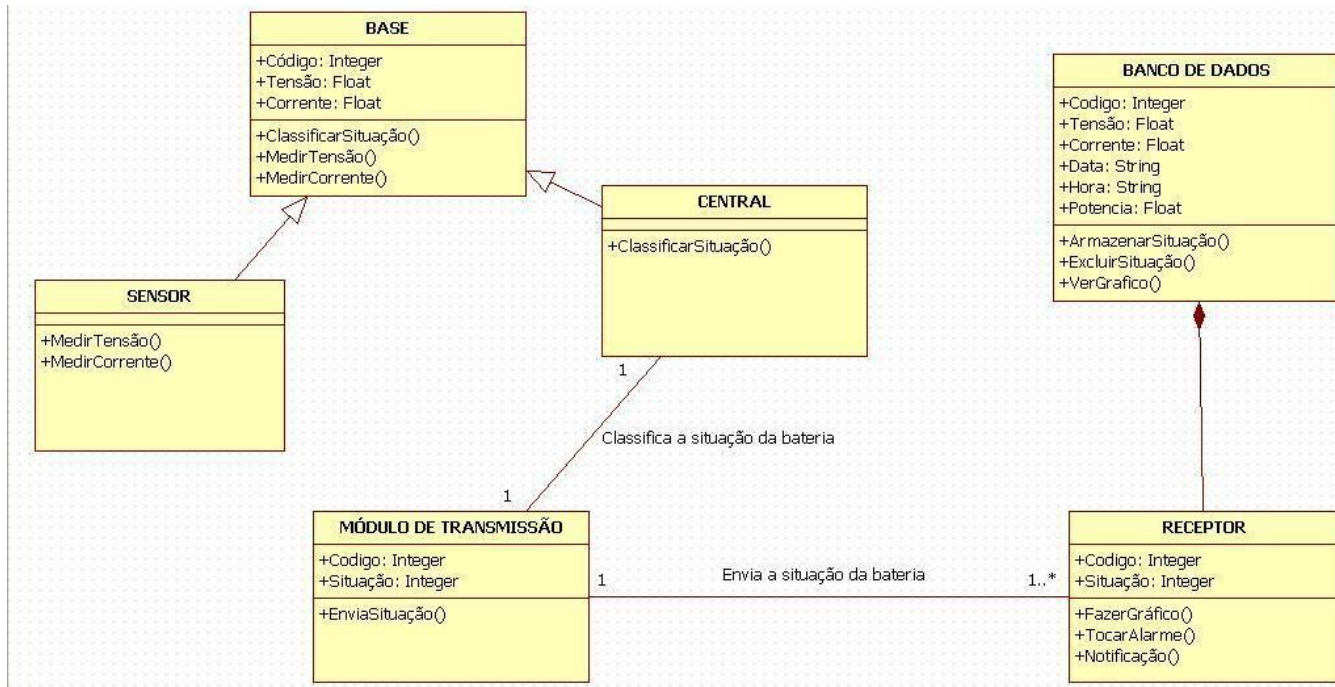 BASE
+Código: Integer
+Tensão: Float
+Corrente: Float
+ClassificarSituação()
+MedirTensão()
+MedirCorrente()
BANCO DE DADOS
+Codigo: Integer
+Tensão: Float
+Corrente: Float
+Data: String
+Hora: String
+Potencia: Float
+ArmazenarSituação()
+ExcluirSituação()
+VerGrafico()
CENTRAL
+ClassificarSituação()
SENSOR
+MedirTensão()
+MedirCorrente()
1
Classifica a situação da bateria
1
MÓDULO DE TRANSMISSÃO
+Codigo: Integer
+Situação: Integer
+EnviaSituação()
1
Envia a situação da bateria
1..*
RECEPTOR
+Codigo: Integer
+Situação: Integer
+FazerGráfico()
+TocarAlarme()
+Notificação()